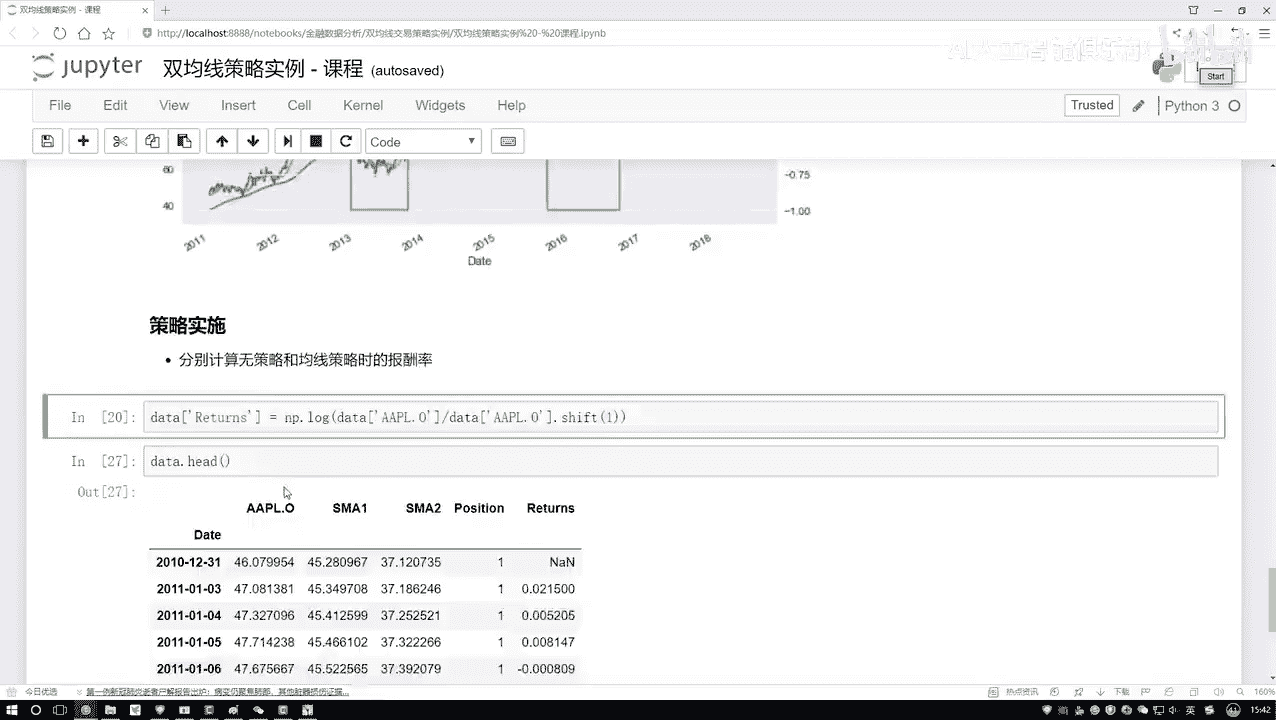 双均线策略实例 - 课程
http://localhost:8888/notebooks/金融数据分析/双均线交易策略实例/双均线策略实例%20-%20课程.ipynb
jupyter 双均线策略实例 - 课程 (autosaved)
Start
File Edit View Insert Cell Kernel Widgets Help
Trusted Python 3
Code
60
-0.75
40
-1.00
2011 2012 2013 2014 2015 2016 2017 2018
Date
策略实施
分别计算无策略和均线策略时的报酬率
In [20]: data['Returns'] = np.log(data['AAPL.O']/data['AAPL.O'].shift(1))
In [27]: data.head()
Out[27]:
AAPL.O SMA1 SMA2 Position Returns
Date
2010-12-31 46.079954 45.280967 37.120735 1 NaN
2011-01-03 47.081381 45.349708 37.186246 1 0.021500
2011-01-04 47.327096 45.412599 37.252521 1 0.005205
2011-01-05 47.714238 45.466102 37.322266 1 0.008147
2011-01-06 47.675667 45.522565 37.392079 1 -0.000809
今日优选
热点资讯 下载 160%
英 15:42